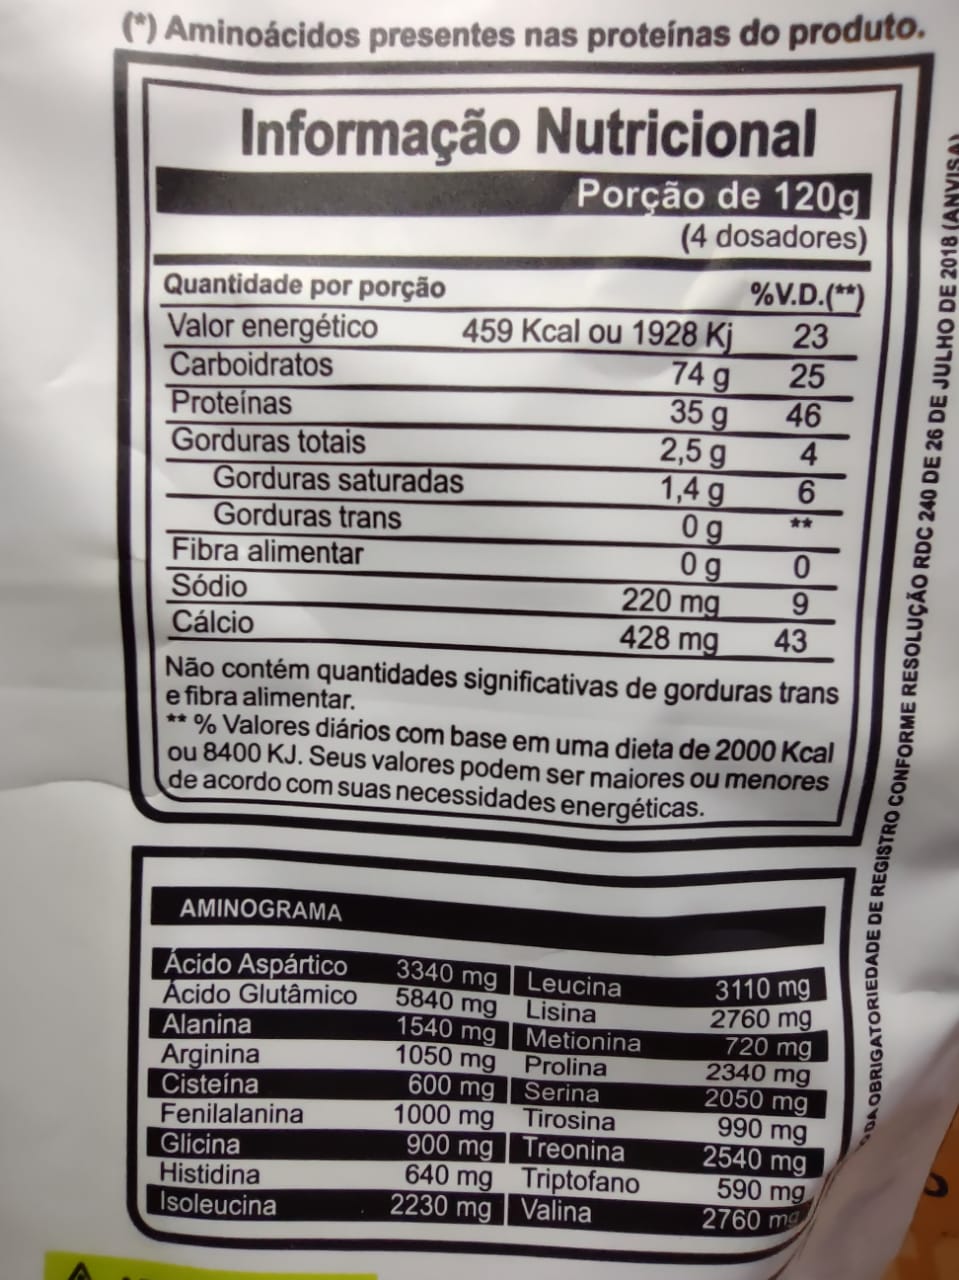 (*) Aminoácidos presentes nas proteínas do produto.
Informação Nutricional
Porção de 120g
(4 dosadores)
Quantidade por porção %V.D.(**)
Valor energético 459 Kcal ou 1928 Kj 23
Carboidratos 74 g 25
Proteínas 35 g 46
Gorduras totais 2,5 g 4
Gorduras saturadas 1,4 g 6
Gorduras trans 0 g **
Fibra alimentar 0 g 0
Sódio 220 mg 9
Cálcio 428 mg 43
Não contém quantidades significativas de gorduras trans
e fibra alimentar.
** % Valores diários com base em uma dieta de 2000 Kcal
ou 8400 KJ. Seus valores podem ser maiores ou menores
de acordo com suas necessidades energéticas.
AMINOGRAMA
Ácido Aspártico 3340 mg Leucina 3110 mg
Ácido Glutâmico 5840 mg Lisina 2760 mg
Alanina 1540 mg Metionina 720 mg
Arginina 1050 mg Prolina 2340 mg
Cisteína 600 mg Serina 2050 mg
Fenilalanina 1000 mg Tirosina 990 mg
Glicina 900 mg Treonina 2540 mg
Histidina 640 mg Triptofano 590 mg
Isoleucina 2230 mg Valina 2760 mg
DA OBRIGATORIEDADE DE REGISTRO CONFORME RESOLUÇÃO RDC 240 DE 26 DE JULHO DE 2018 (ANVISA)